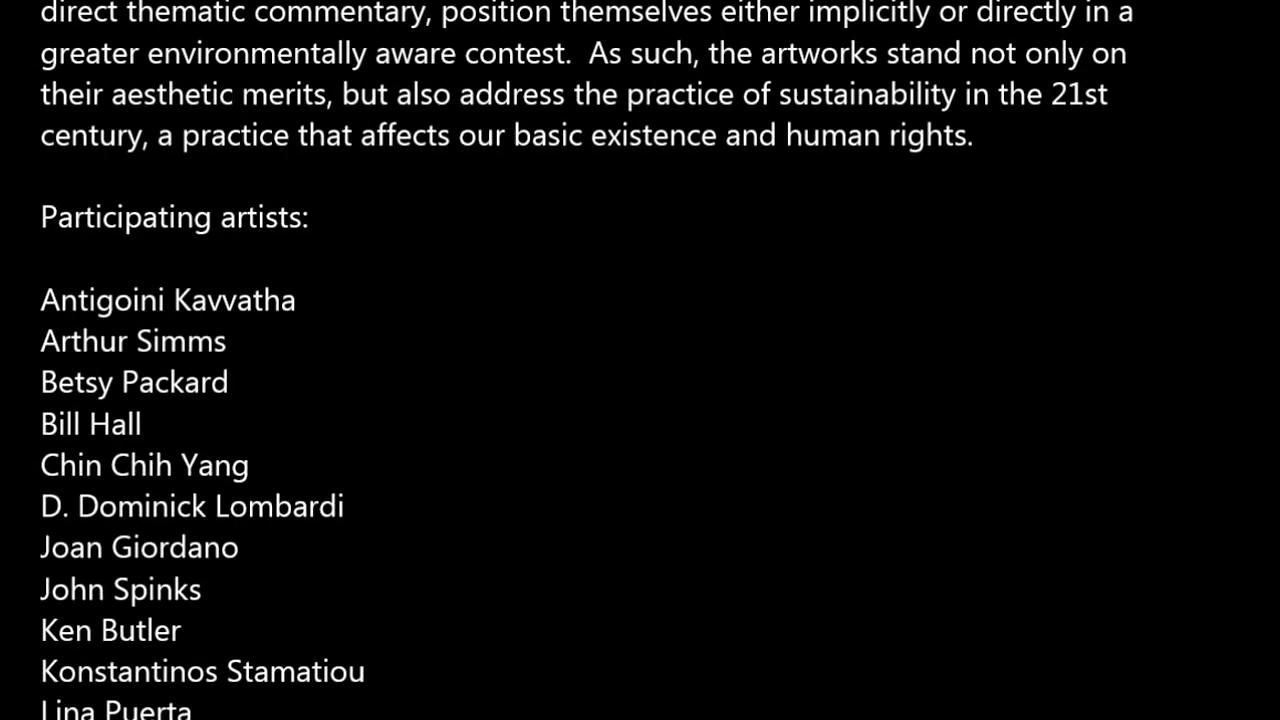 direct thematic commentary, position themselves either implicitly or directly in a
greater environmentally aware contest.  As such, the artworks stand not only on
their aesthetic merits, but also address the practice of sustainability in the 21st
century, a practice that affects our basic existence and human rights.
Participating artists:
Antigoini Kavvatha
Arthur Simms
Betsy Packard
Bill Hall
Chin Chih Yang
D. Dominick Lombardi
Joan Giordano
John Spinks
Ken Butler
Konstantinos Stamatiou
Lina Puerta